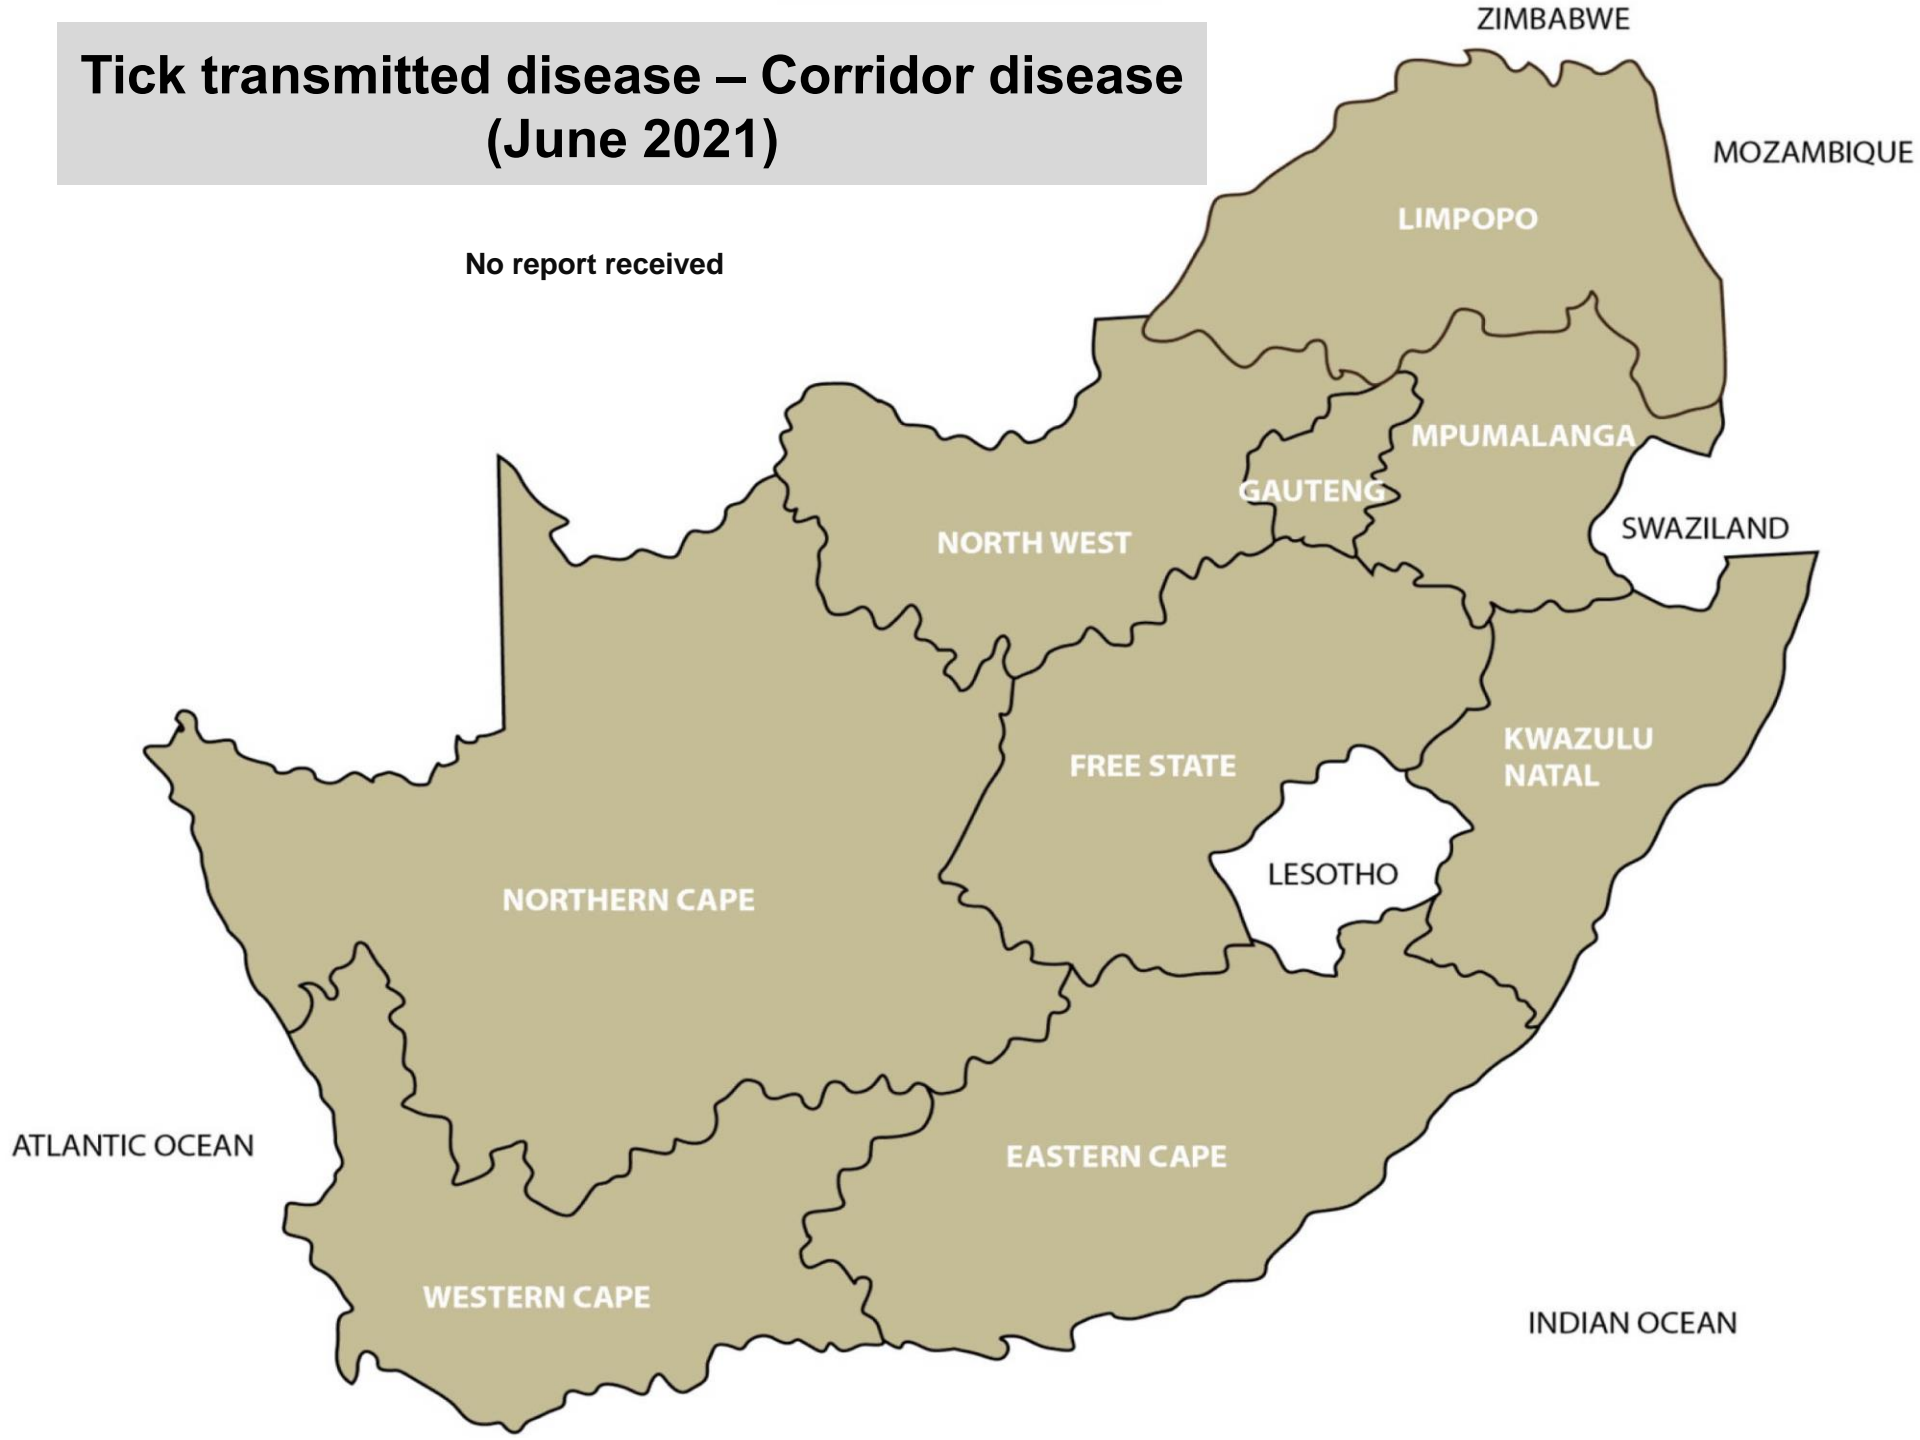 Tick transmitted disease – Corridor disease
(June 2021)
No report received
ZIMBABWE
MOZAMBIQUE
LIMPOPO
MPUMALANGA
GAUTENG
SWAZILAND
NORTH WEST
KWAZULU
NATAL
FREE STATE
LESOTHO
NORTHERN CAPE
ATLANTIC OCEAN
EASTERN CAPE
WESTERN CAPE
INDIAN OCEAN